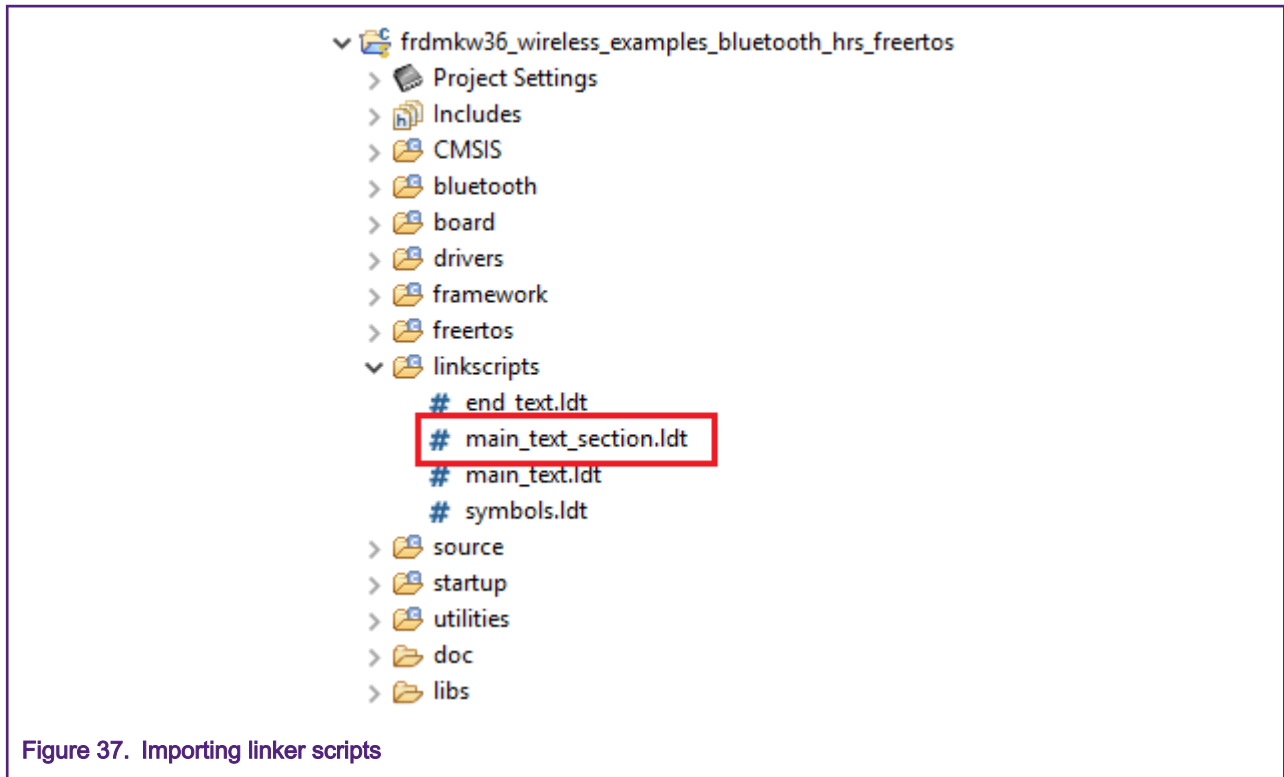 frdmkw36_wireless_examples_bluetooth_hrs_freertos
Project Settings
Includes
CMSIS
bluetooth
board
drivers
framework
freertos
linkscripts
end_text.ldt
main_text_section.ldt
main_text.ldt
symbols.ldt
source
startup
utilities
doc
libs
Figure 37. Importing linker scripts